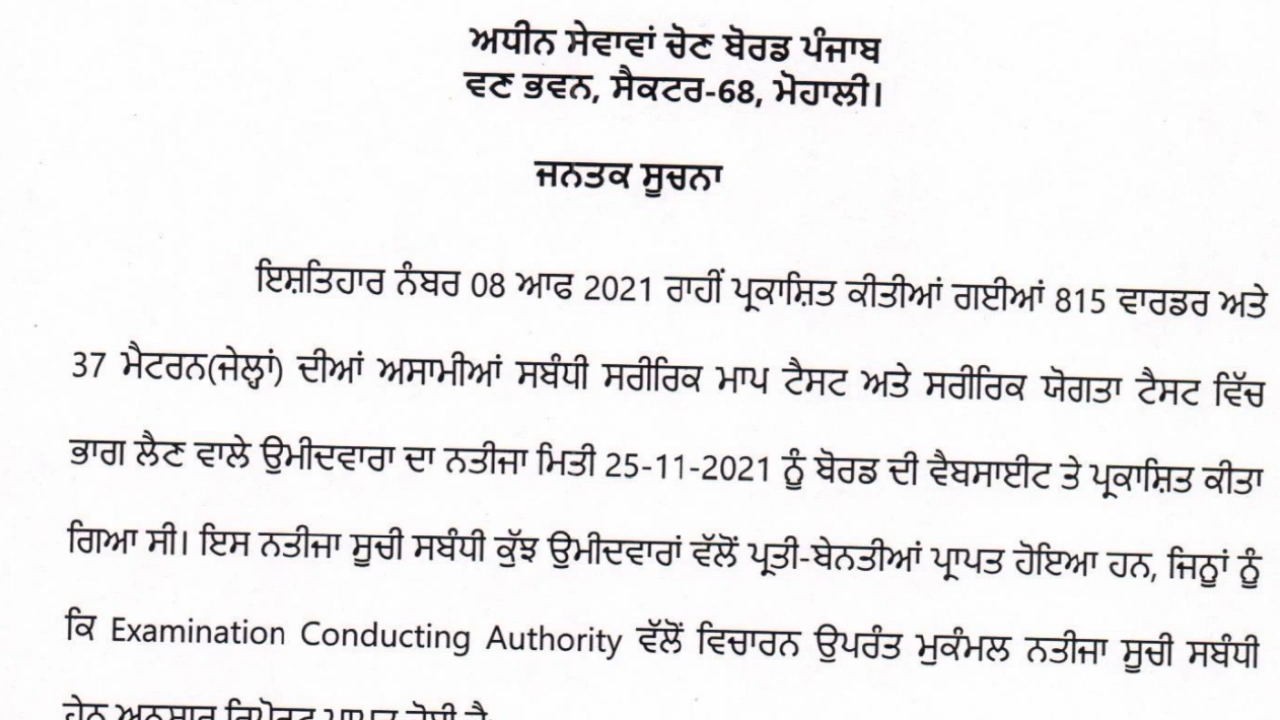 ਅਧੀਨ ਸੇਵਾਵਾਂ ਚੋਣ ਬੋਰਡ ਪੰਜਾਬ
ਵਣ ਭਵਨ, ਸੈਕਟਰ-68, ਮੋਹਾਲੀ।
ਜਨਤਕ ਸੂਚਨਾ
ਇਸ਼ਤਿਹਾਰ ਨੰਬਰ 08 ਆਫ 2021 ਰਾਹੀਂ ਪ੍ਰਕਾਸ਼ਿਤ ਕੀਤੀਆਂ ਗਈਆਂ 815 ਵਾਰਡਰ ਅਤੇ
37 ਮੈਟਰਨ(ਜੇਲ੍ਹਾਂ) ਦੀਆਂ ਅਸਾਮੀਆਂ ਸਬੰਧੀ ਸਰੀਰਿਕ ਮਾਪ ਟੈਸਟ ਅਤੇ ਸਰੀਰਿਕ ਯੋਗਤਾ ਟੈਸਟ ਵਿੱਚ
ਭਾਗ ਲੈਣ ਵਾਲੇ ਉਮੀਦਵਾਰਾ ਦਾ ਨਤੀਜਾ ਮਿਤੀ 25-11-2021 ਨੂੰ ਬੋਰਡ ਦੀ ਵੈਬਸਾਈਟ ਤੇ ਪ੍ਰਕਾਸ਼ਿਤ ਕੀਤਾ
ਗਿਆ ਸੀ। ਇਸ ਨਤੀਜਾ ਸੂਚੀ ਸਬੰਧੀ ਕੁੱਝ ਉਮੀਦਵਾਰਾਂ ਵੱਲੋਂ ਪ੍ਰਤੀ-ਬੇਨਤੀਆਂ ਪ੍ਰਾਪਤ ਹੋਇਆ ਹਨ, ਜਿਨ੍ਹਾਂ ਨੂੰ
ਕਿ Examination Conducting Authority ਵੱਲੋਂ ਵਿਚਾਰਨ ਉਪਰੰਤ ਮੁਕੰਮਲ ਨਤੀਜਾ ਸੂਚੀ ਸਬੰਧੀ